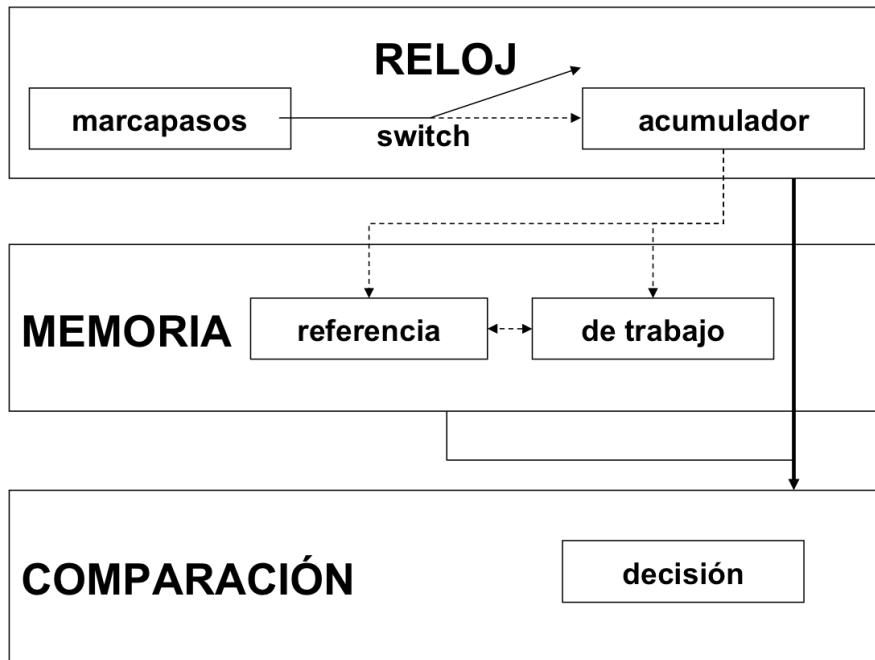 RELOJ
marcapasos
switch
acumulador
MEMORIA
referencia
de trabajo
COMPARACIÓN
decisión